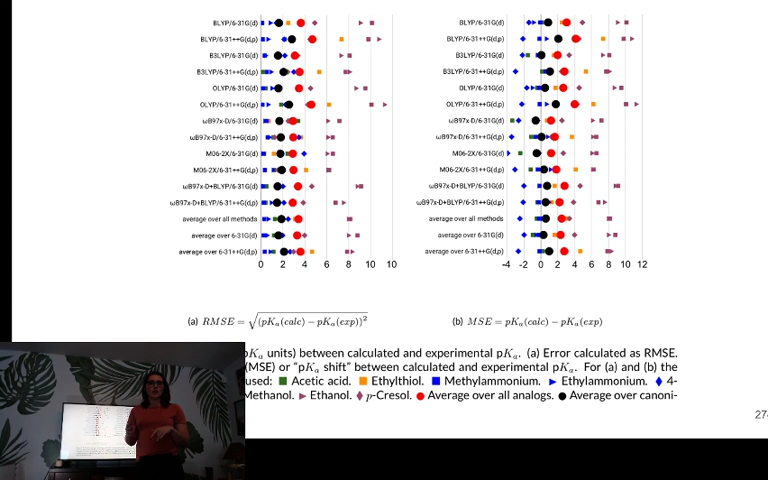 BLYP/6-31G(d)
BLYP/6-31++G(d,p)
B3LYP/6-31G(d)
B3LYP/6-31++G(d,p)
OLYP/6-31G(d)
OLYP/6-31++G(d,p)
ωB97x-D/6-31G(d)
ωB97x-D/6-31++G(d,p)
M06-2X/6-31G(d)
M06-2X/6-31++G(d,p)
ωB97x-D+BLYP/6-31G(d)
ωB97x-D+BLYP/6-31++G(d,p)
average over all methods
average over 6-31G(d)
average over 6-31++G(d,p)
0 2 4 6 8 10 10
BLYP/6-31G(d)
BLYP/6-31++G(d,p)
B3LYP/6-31G(d)
B3LYP/6-31++G(d,p)
OLYP/6-31G(d)
OLYP/6-31++G(d,p)
ωB97x-D/6-31G(d)
ωB97x-D/6-31++G(d,p)
M06-2X/6-31G(d)
M06-2X/6-31++G(d,p)
ωB97x-D+BLYP/6-31G(d)
ωB97x-D+BLYP/6-31++G(d,p)
average over all methods
average over 6-31G(d)
average over 6-31++G(d,p)
-4 -2 0 2 4 6 8 10 12
(a) RMSE = √(pKa(calc) − pKa(exp))²
(b) MSE = pKa(calc) − pKa(exp)
pKa units) between calculated and experimental pKa. (a) Error calculated as RMSE.
(MSE) or “pKa shift” between calculated and experimental pKa. For (a) and (b) the
used: Acetic acid. Ethylthiol. Methylammonium. Ethylammonium. 4-
Methanol. Ethanol. p-Cresol. Average over all analogs. Average over canoni-
27